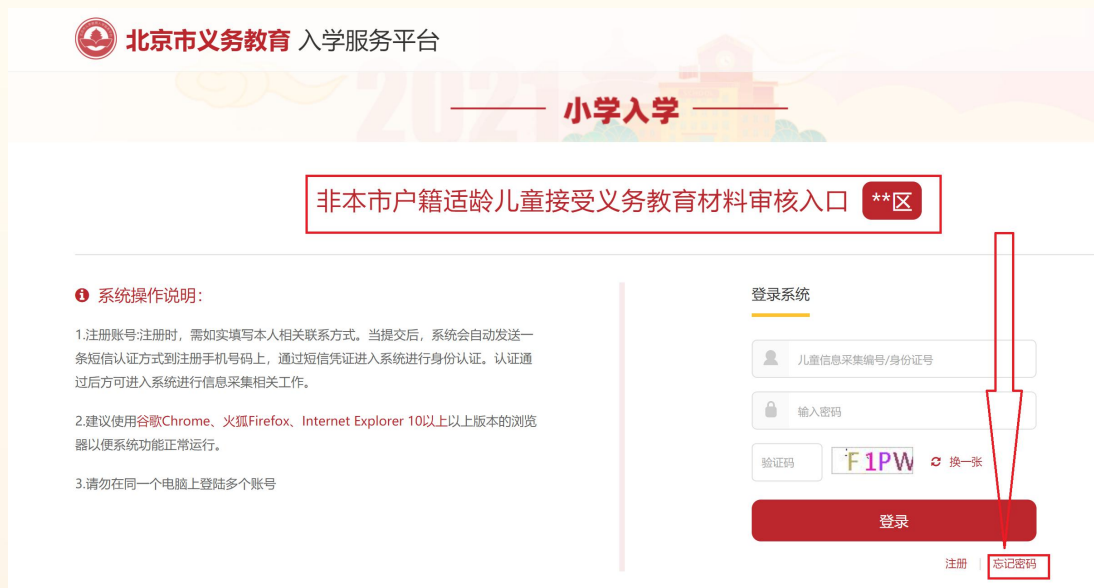 北京市义务教育 入学服务平台
2021
小学入学
非本市户籍适龄儿童接受义务教育材料审核入口 **区
系统操作说明：
1.注册账号:注册时，需如实填写本人相关联系方式。当提交后，系统会自动发送一
条短信认证方式到注册手机号码上，通过短信凭证进入系统进行身份认证。认证通
过后方可进入系统进行信息采集相关工作。
2.建议使用谷歌Chrome、火狐Firefox、Internet Explorer 10以上以上版本的浏览
器以便系统功能正常运行。
3.请勿在同一个电脑上登陆多个账号
登录系统
儿童信息采集编号/身份证号
输入密码
验证码 F1PW 换一张
登录
注册 | 忘记密码